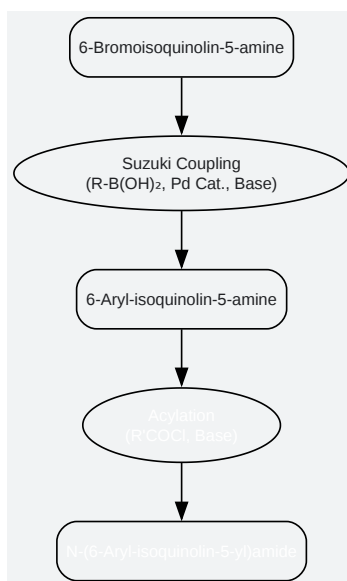 6-Bromoisoquinolin-5-amine
Suzuki Coupling
(R-B(OH)₂, Pd Cat., Base)
6-Aryl-isoquinolin-5-amine
Acylation
(R'COCl, Base)
N-(6-Aryl-isoquinolin-5-yl)amide